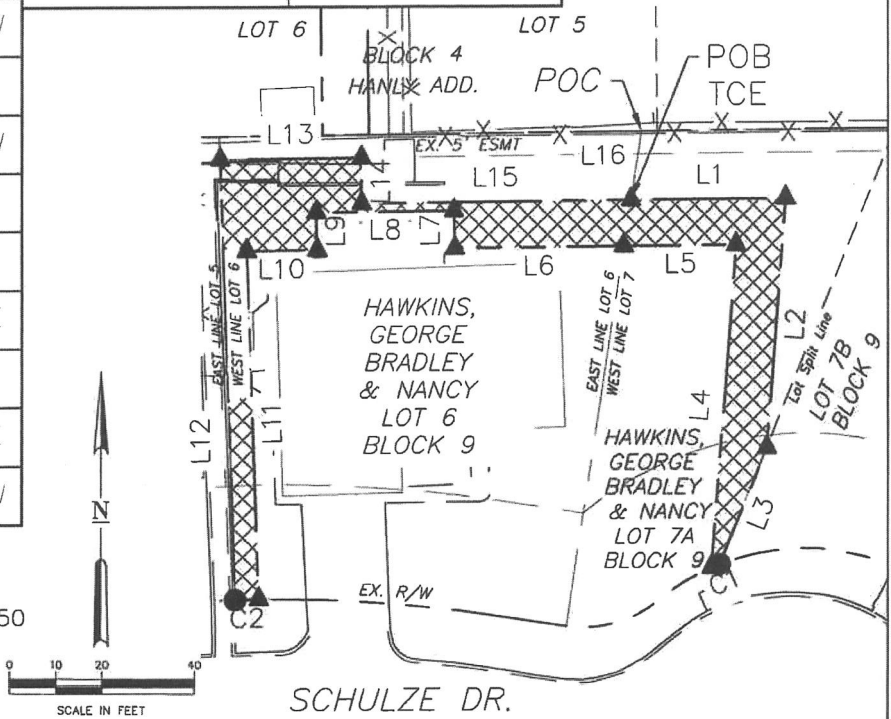 LOT 6
LOT 5
BLOCK 4
HANLY ADD.
POC
POB
TCE
L13
EX. 5' ESMT
L16
L14
L15
L1
L9
L8
L7
L10
L6
L5
EAST LINE LOT 5
WEST LINE LOT 6
HAWKINS,
GEORGE
BRADLEY
& NANCY
LOT 6
BLOCK 9
EAST LINE LOT 6
WEST LINE LOT 7
L2
Lot Split Line
LOT 7B
BLOCK 9
L12
L11
L4
HAWKINS,
GEORGE
BRADLEY
& NANCY
LOT 7A
BLOCK 9
L3
N
EX. R/W
C2
50
0 10 20 40
SCALE IN FEET
SCHULZE DR.